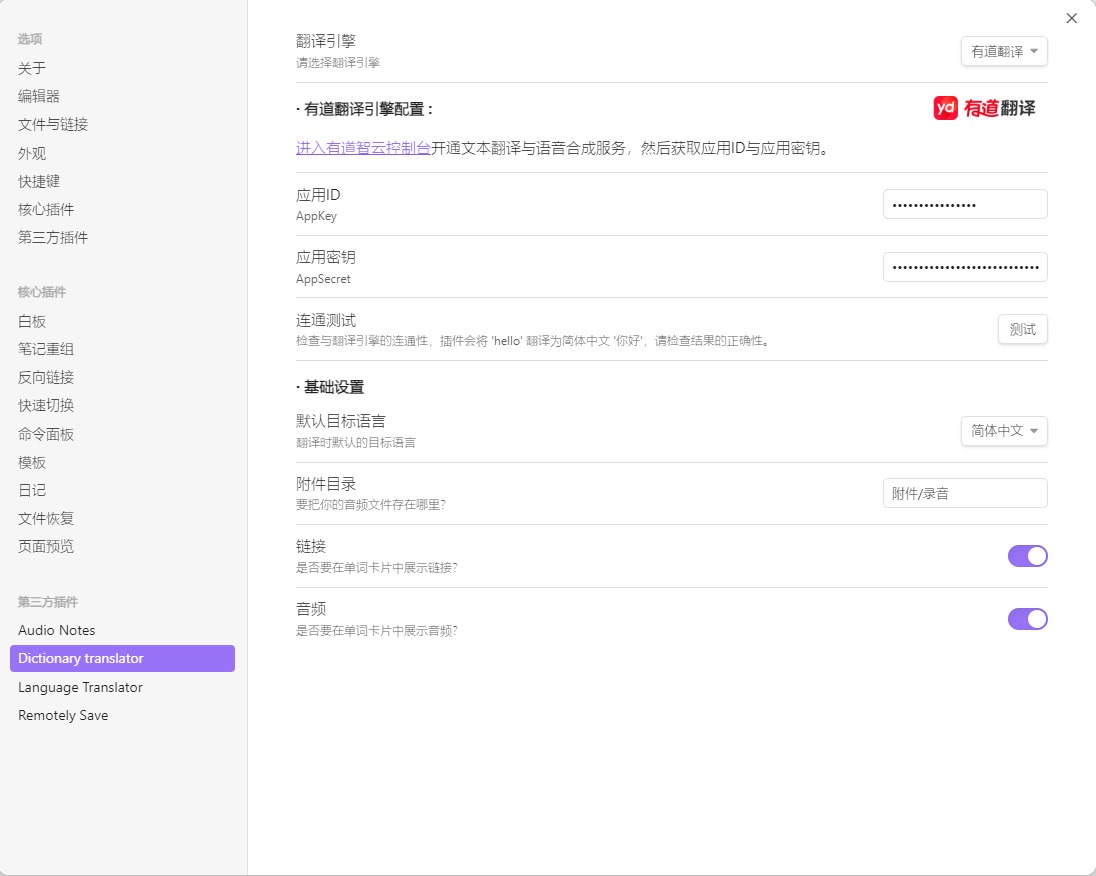 选项
关于
编辑器
文件与链接
外观
快捷键
核心插件
第三方插件
核心插件
白板
笔记重组
反向链接
快速切换
命令面板
模板
日记
文件恢复
页面预览
第三方插件
Audio Notes
Dictionary translator
Language Translator
Remotely Save
翻译引擎
请选择翻译引擎
有道翻译
· 有道翻译引擎配置：
yd 有道翻译
进入有道智云控制台开通文本翻译与语音合成服务，然后获取应用ID与应用密钥。
应用ID
AppKey
应用密钥
AppSecret
连通测试
检查与翻译引擎的连通性，插件会将 'hello' 翻译为简体中文 '你好'，请检查结果的正确性。
测试
· 基础设置
默认目标语言
翻译时默认的目标语言
简体中文
附件目录
要把你的音频文件存在哪里?
附件/录音
链接
是否要在单词卡片中展示链接?
音频
是否要在单词卡片中展示音频?